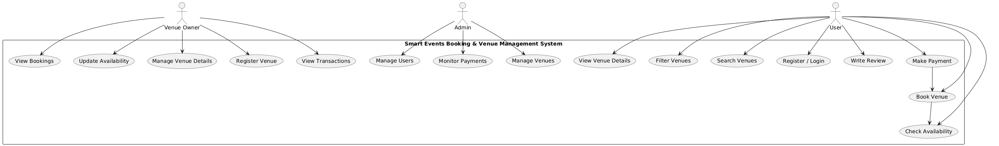 Venue Owner
Admin
User
Smart Events Booking & Venue Management System
View Bookings
Update Availability
Manage Venue Details
Register Venue
View Transactions
Manage Users
Monitor Payments
Manage Venues
View Venue Details
Filter Venues
Search Venues
Register / Login
Write Review
Make Payment
Book Venue
Check Availability